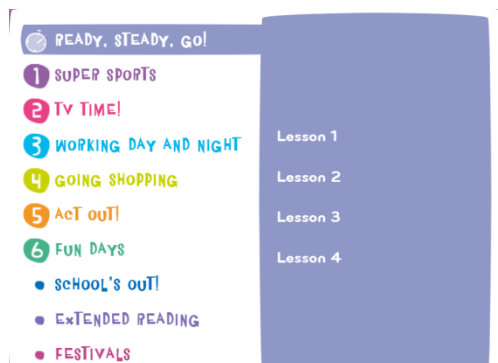 READY, STEADY, GO!
1 SUPER SPORTS
2 TV TIME!
3 WORKING DAY AND NIGHT
4 GOING SHOPPING
5 ACT OUT!
6 FUN DAYS
• SCHOOL'S OUT!
• EXTENDED READING
• FESTIVALS
Lesson 1
Lesson 2
Lesson 3
Lesson 4